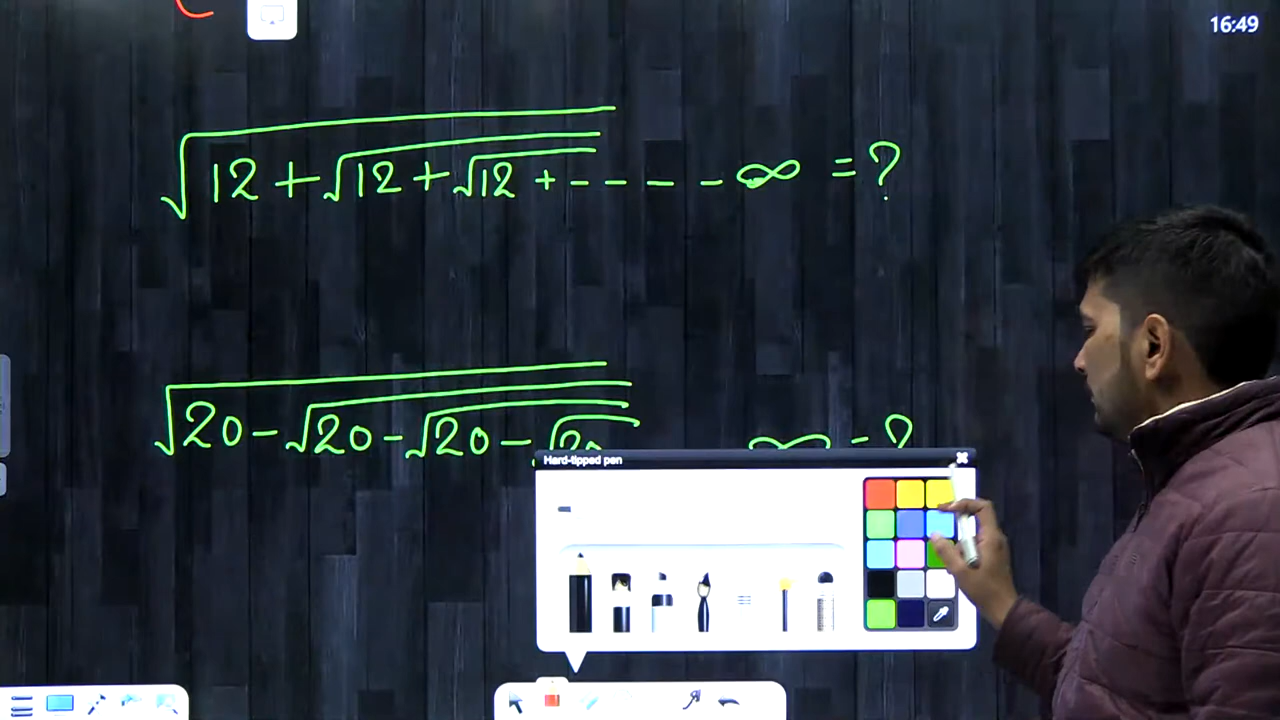 16:49
√12 + √12 + √12 + - - - - ∞ = ?
√20 - √20 - √20 - √20 ∞ = ?
Hard-tipped pen